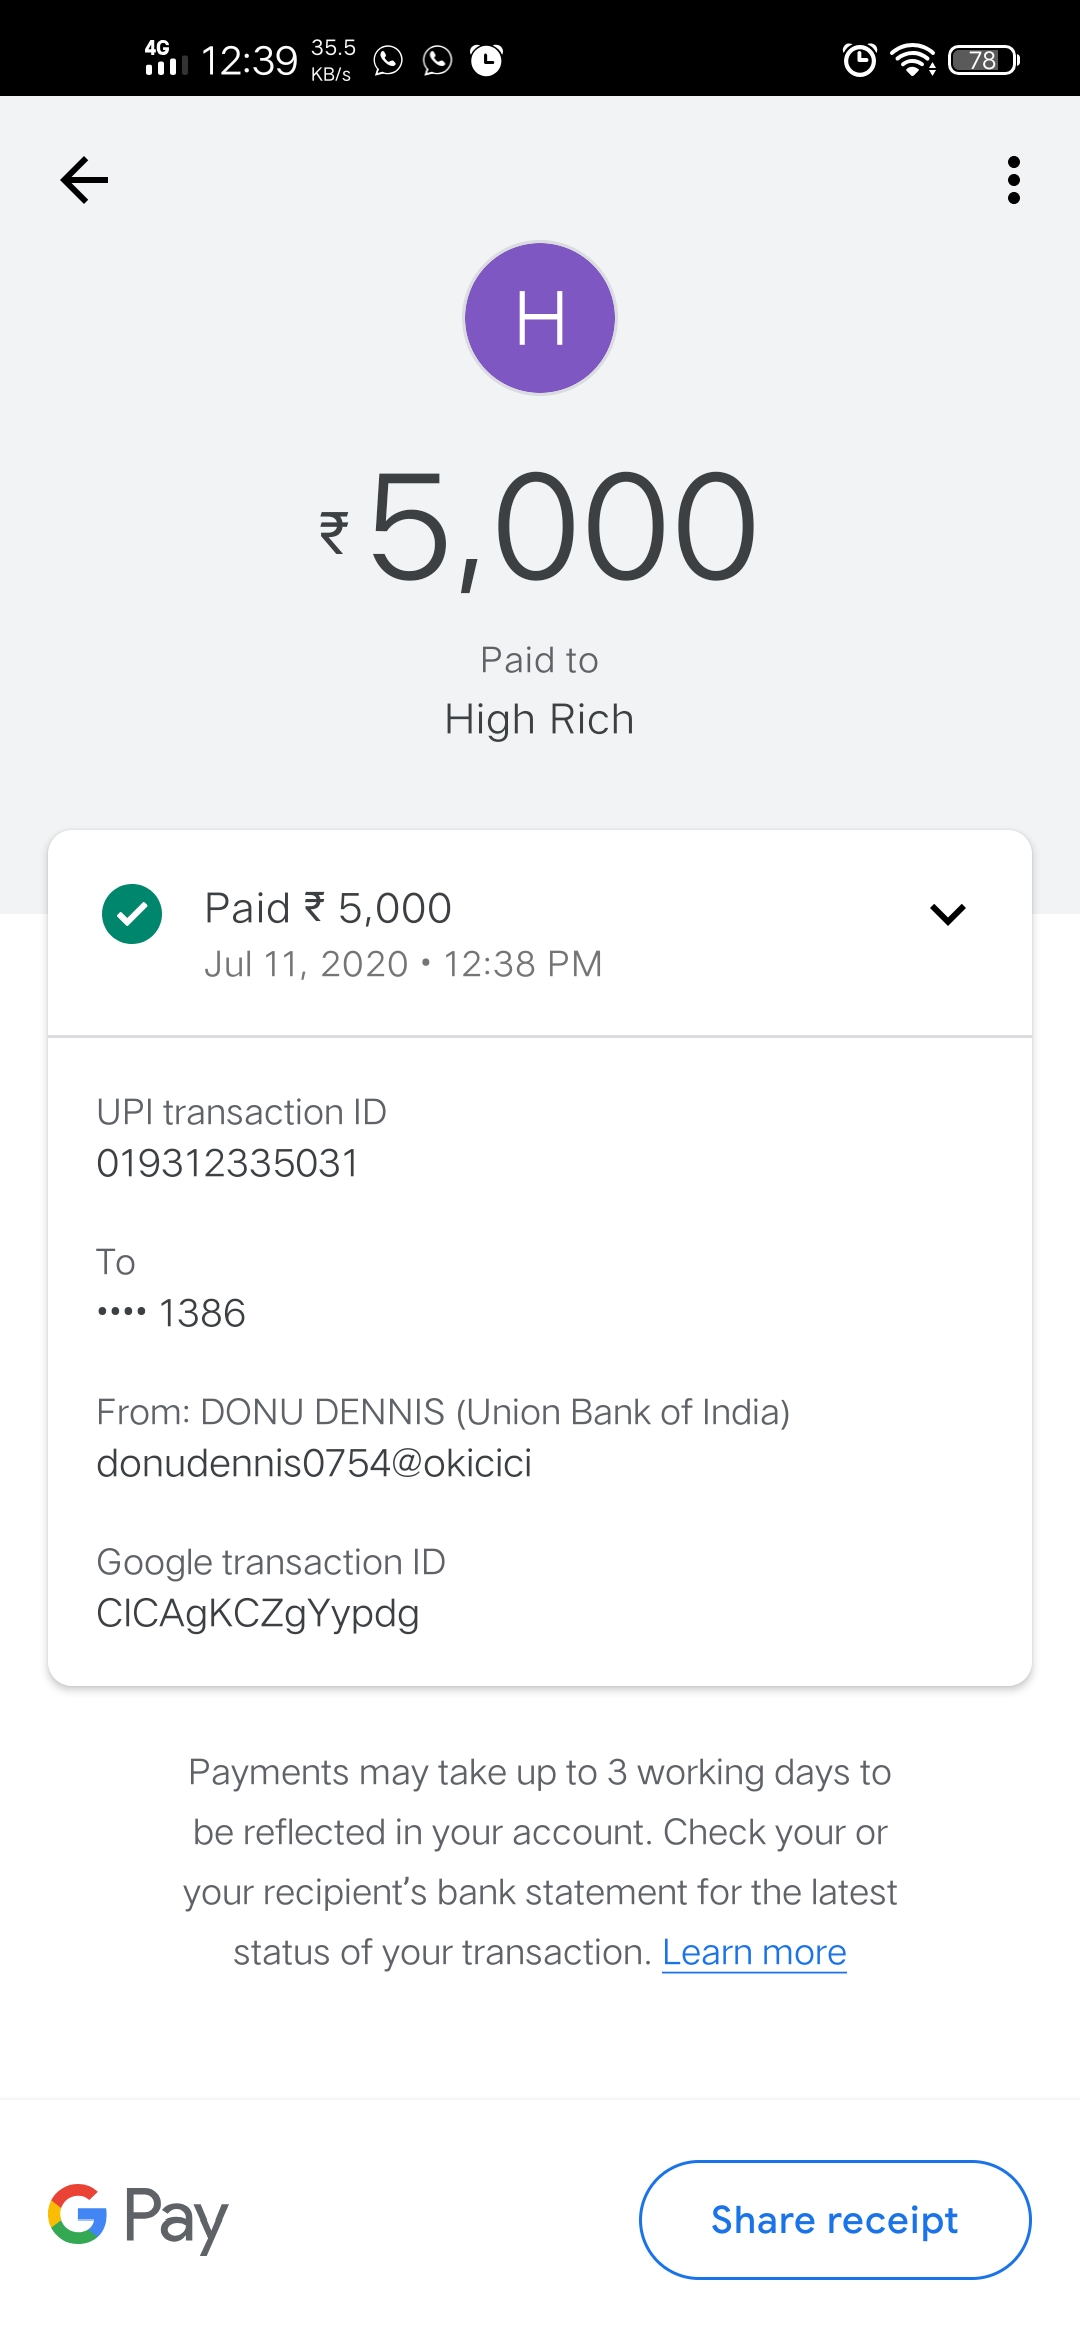 4G 12:39 35.5 KB/s 78
H
₹5,000
Paid to
High Rich
Paid ₹ 5,000
Jul 11, 2020 • 12:38 PM
UPI transaction ID
019312335031
To
•••• 1386
From: DONU DENNIS (Union Bank of India)
donudennis0754@okicici
Google transaction ID
CICAgKCZgYypdg
Payments may take up to 3 working days to
be reflected in your account. Check your or
your recipient’s bank statement for the latest
status of your transaction. Learn more
G Pay
Share receipt